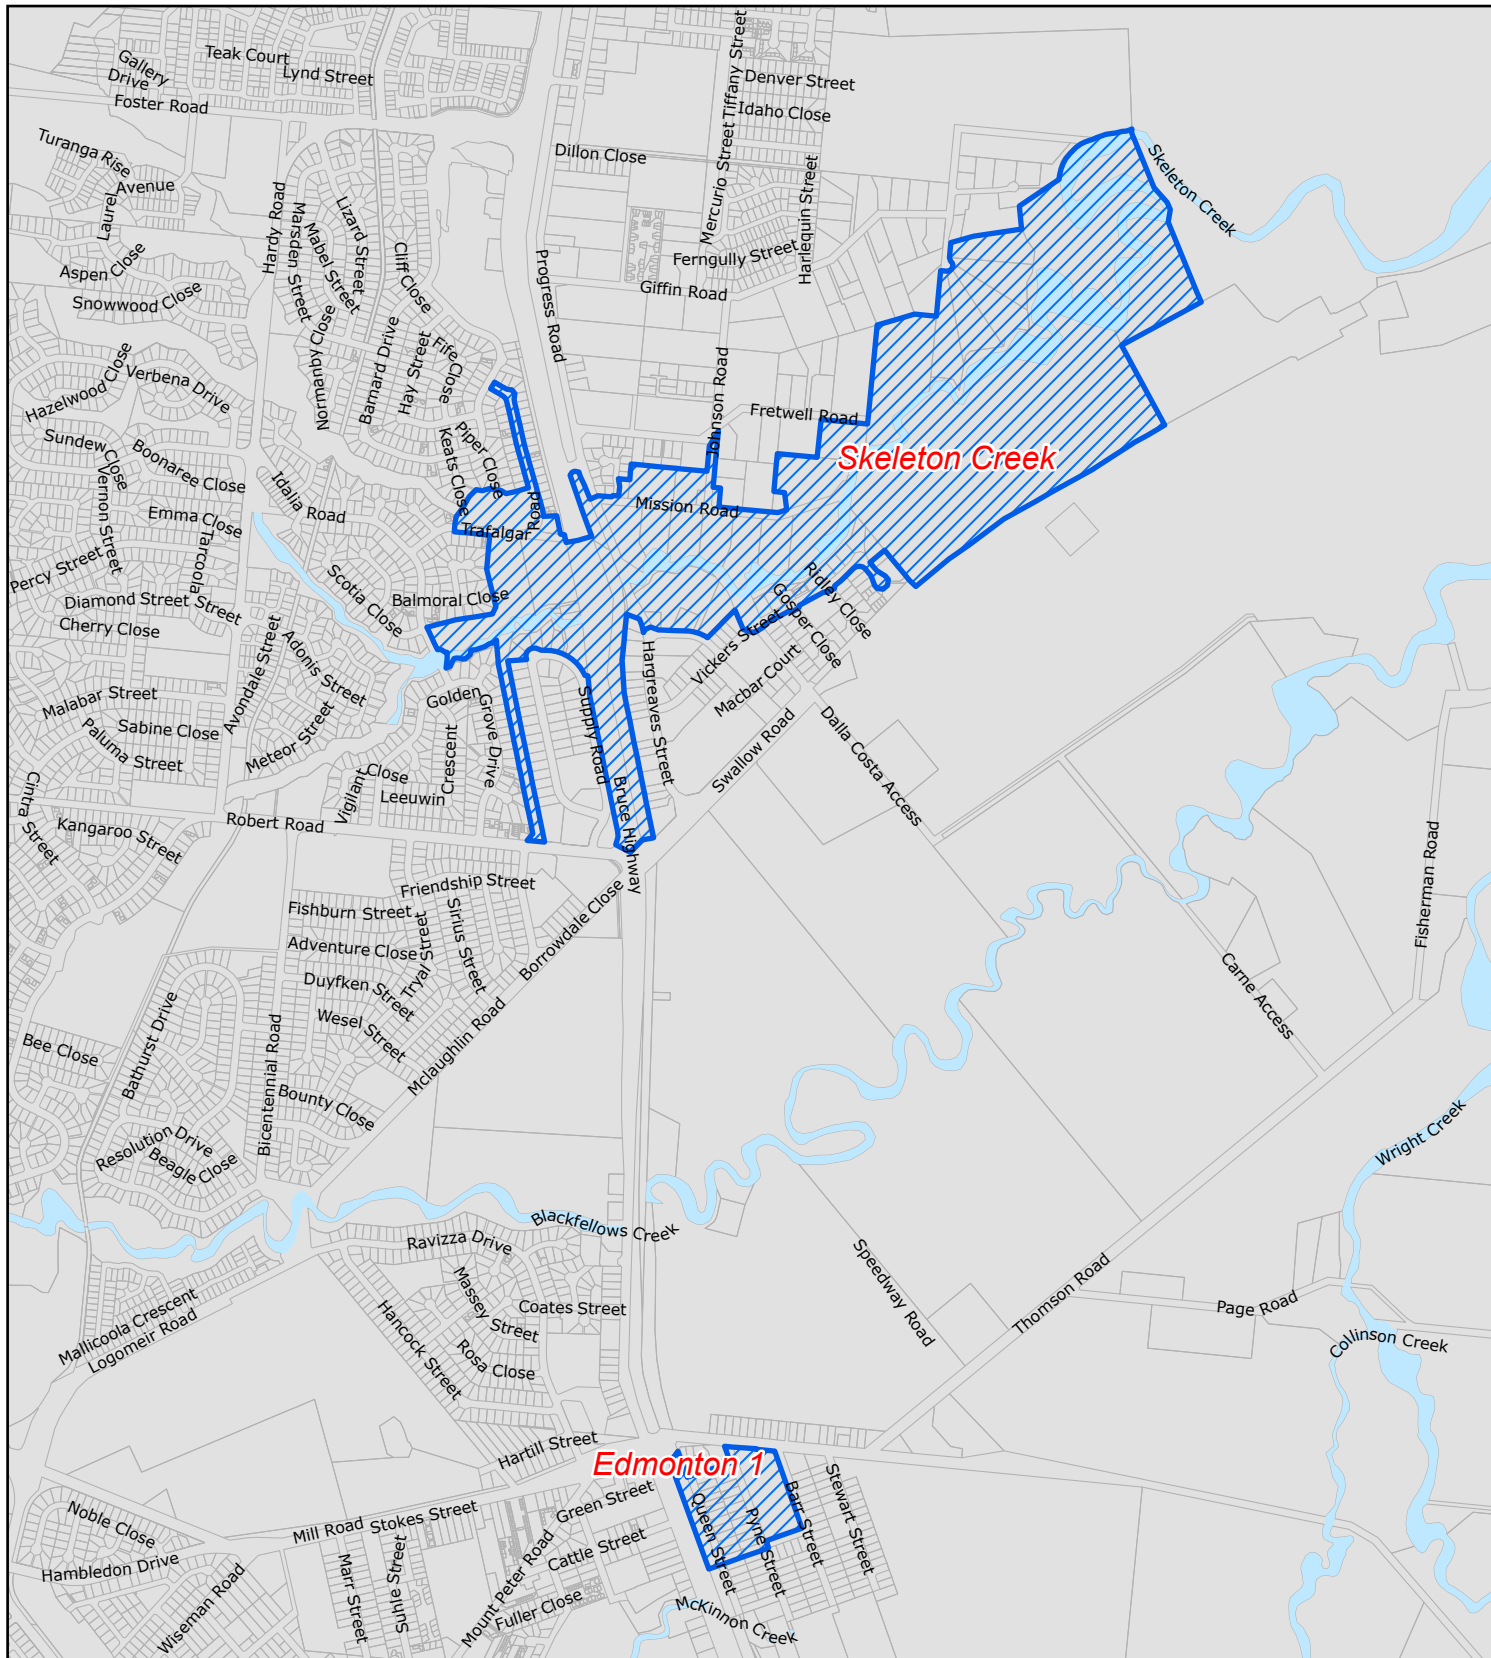 Teak Court
Lynd Street
Gallery
Drive
Foster Road
Tiffany Street
Denver Street
Idaho Close
Mercurio Street
Dillon Close
Harlequin Street
Skeleton Creek
Turanga Rise
Avenue
Laurel
Hardy Road
Lizard Street
Marsden Street
Mabel Street
Cliff Close
Aspen Close
Snowwood Close
Ferngully Street
Giffin Road
Progress Road
Normanby Close
Barnard Drive
Hay Street
Fife Close
Hazelwood Close
Verbena Drive
Johnson Road
Fretwell Road
Piper Close
Keats Close
Sundew Close
Boonaree Close
Vernon Street
Idalia Road
Skeleton Creek
Emma Close
Mission Road
Road
Trafalgar
Tarcoola
Percy Street
Scotia Close
Balmoral Close
Ridley Close
Gosper Close
Vickers Street
Macbar Court
Diamond Street
Street
Cherry Close
Adonis Street
Avondale Street
Hargreaves Street
Malabar Street
Sabine Close
Paluma Street
Meteor Street
Golden
Grove Drive
Crescent
Supply Road
Swallow Road
Dalla Costa Access
Cintra Street
Vigilant
Close
Leeuwin
Bruce Highway
Kangaroo Street
Robert Road
Friendship Street
Fishburn Street
Sirius Street
Tryal Street
Adventure Close
Borrowdale Close
Duyfken Street
Wesel Street
Mclaughlin Road
Fisherman Road
Carne Access
Bee Close
Bathurst Drive
Bicentennial Road
Bounty Close
Resolution Drive
Beagle Close
Wright Creek
Blackfellows Creek
Ravizza Drive
Massey Street
Coates Street
Speedway Road
Thomson Road
Page Road
Collinson Creek
Mallicoola Crescent
Logomeir Road
Hancock Street
Rosa Close
Hartill Street
Edmonton 1
Noble Close
Mill Road
Stokes Street
Green Street
Queen Street
Pyne Street
Barr Street
Stewart Street
Hambledon Drive
Wiseman Road
Marr Street
Suhle Street
Mount Peter Road
Cattle Street
Fuller Close
McKinnon Creek